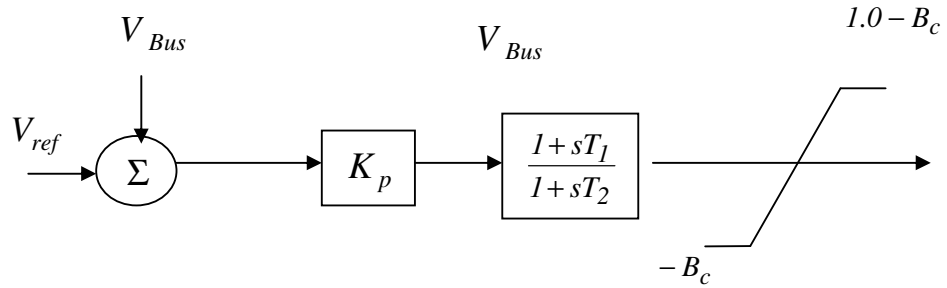 1.0 – B_c
V_Bus
V_Bus
V_ref
Σ
K_p
1 + sT_1
1 + sT_2
– B_c